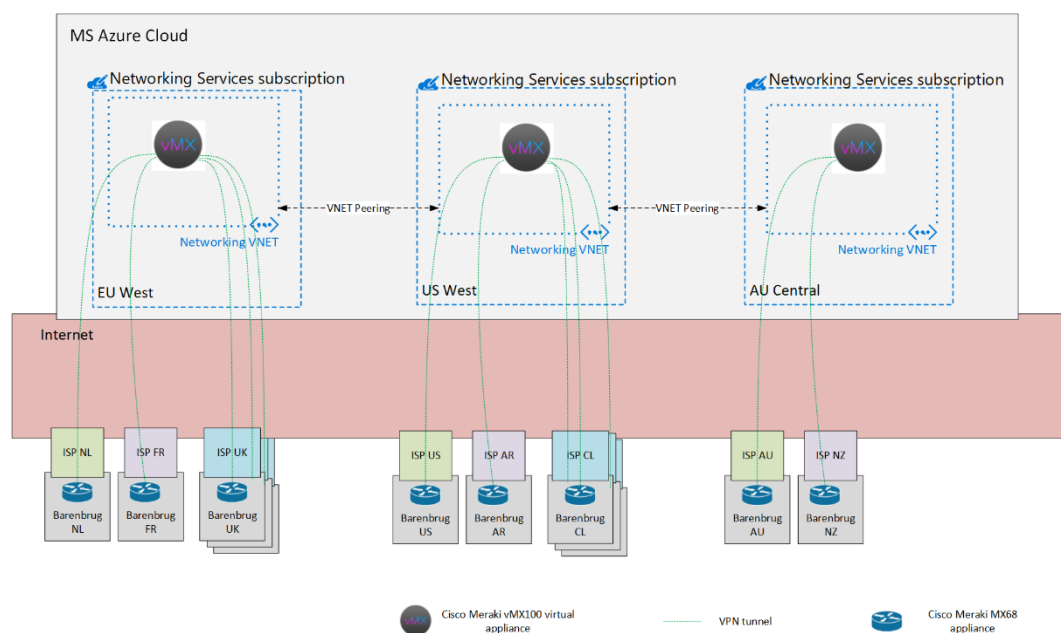 MS Azure Cloud
Networking Services subscription
Networking Services subscription
Networking Services subscription
vMX
vMX
vMX
VNET Peering
VNET Peering
Networking VNET
Networking VNET
Networking VNET
EU West
US West
AU Central
Internet
ISP NL
ISP FR
ISP UK
ISP US
ISP AR
ISP CL
ISP AU
ISP NZ
Barenbrug
NL
Barenbrug
FR
Barenbrug
UK
Barenbrug
US
Barenbrug
AR
Barenbrug
CL
Barenbrug
AU
Barenbrug
NZ
vMX
Cisco Meraki vMX100 virtual
appliance
VPN tunnel
Cisco Meraki MX68
appliance